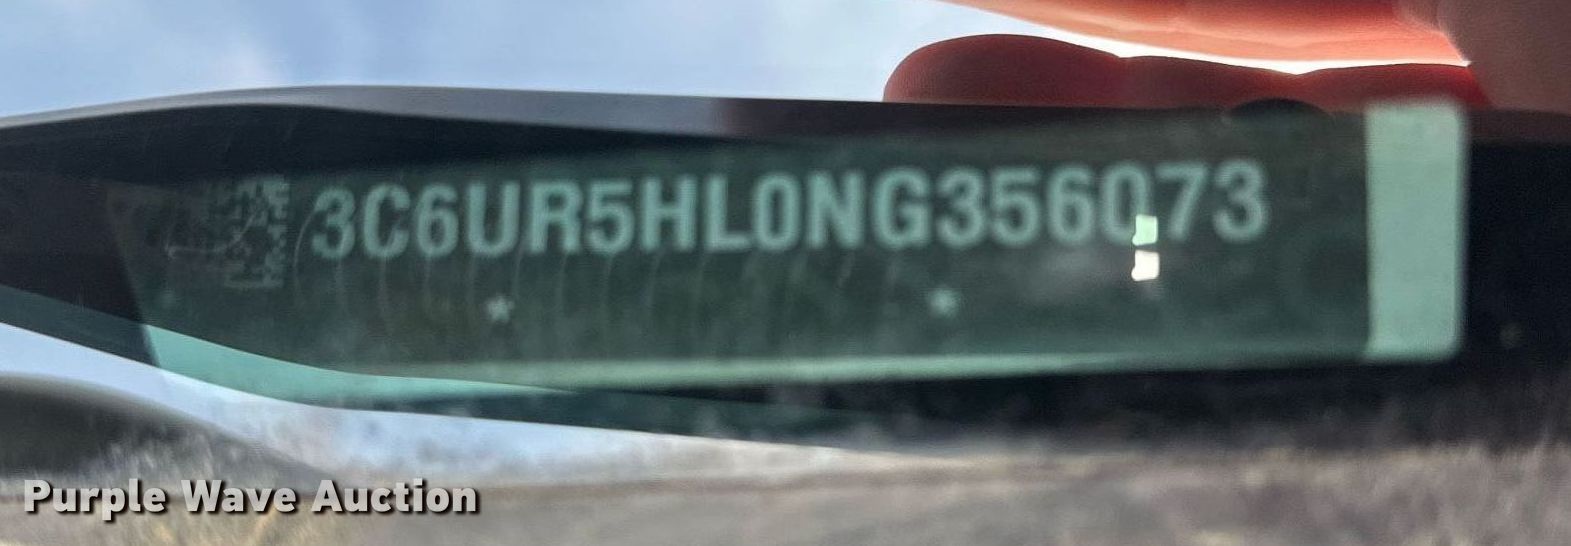 3C6UR5HL0NG356073
* *
Purple Wave Auction